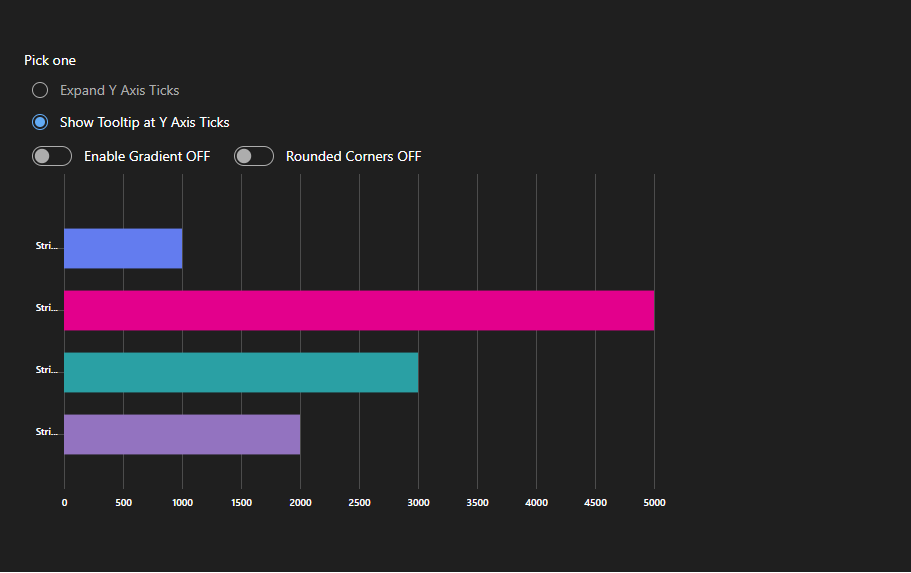 Pick one
Expand Y Axis Ticks
Show Tooltip at Y Axis Ticks
Enable Gradient OFF Rounded Corners OFF
Stri...
Stri...
Stri...
Stri...
0 500 1000 1500 2000 2500 3000 3500 4000 4500 5000